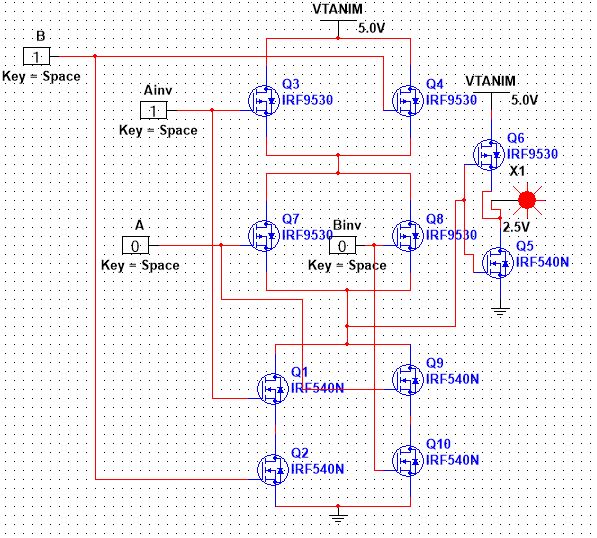 VTANIM
5.0V
B
1
Key = Space
Q3
IRF9530
Q4
IRF9530
Ainv
1
Key = Space
VTANIM
5.0V
Q6
IRF9530
X1
2.5V
A
0
Key = Space
Q7
IRF9530
Binv
0
Key = Space
Q8
IRF9530
Q5
IRF540N
Q1
IRF540N
Q9
IRF540N
Q2
IRF540N
Q10
IRF540N